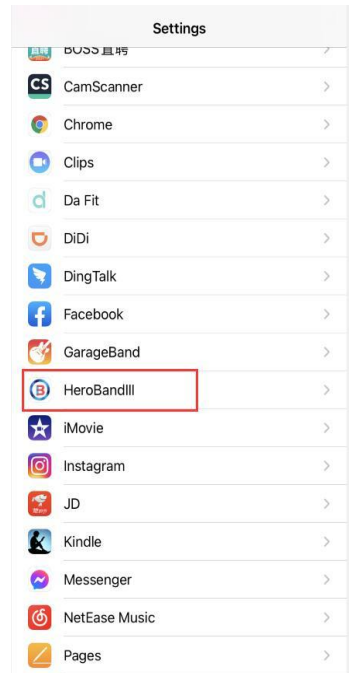 Settings
BOSS直聘
CS CamScanner
Chrome
Clips
d Da Fit
DiDi
DingTalk
f Facebook
GarageBand
B HeroBandIII
iMovie
Instagram
JD
Kindle
Messenger
NetEase Music
Pages